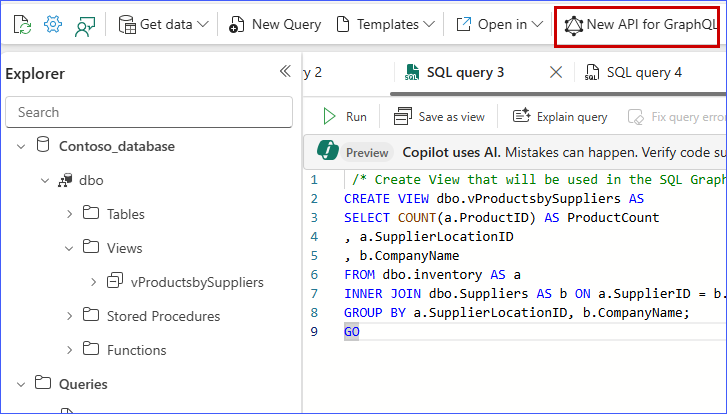 Get data
New Query
Templates
Open in
New API for GraphQL
Explorer
Search
Contoso_database
dbo
Tables
Views
vProductsbySuppliers
Stored Procedures
Functions
Queries
ry 2
SQL query 3
SQL query 4
Run
Save as view
Explain query
Fix query error
Preview
Copilot uses AI. Mistakes can happen. Verify code su
1 /* Create View that will be used in the SQL Graph
2 CREATE VIEW dbo.vProductsbySuppliers AS
3 SELECT COUNT(a.ProductID) AS ProductCount
4 , a.SupplierLocationID
5 , b.CompanyName
6 FROM dbo.inventory AS a
7 INNER JOIN dbo.Suppliers AS b ON a.SupplierID = b.
8 GROUP BY a.SupplierLocationID, b.CompanyName;
9 GO